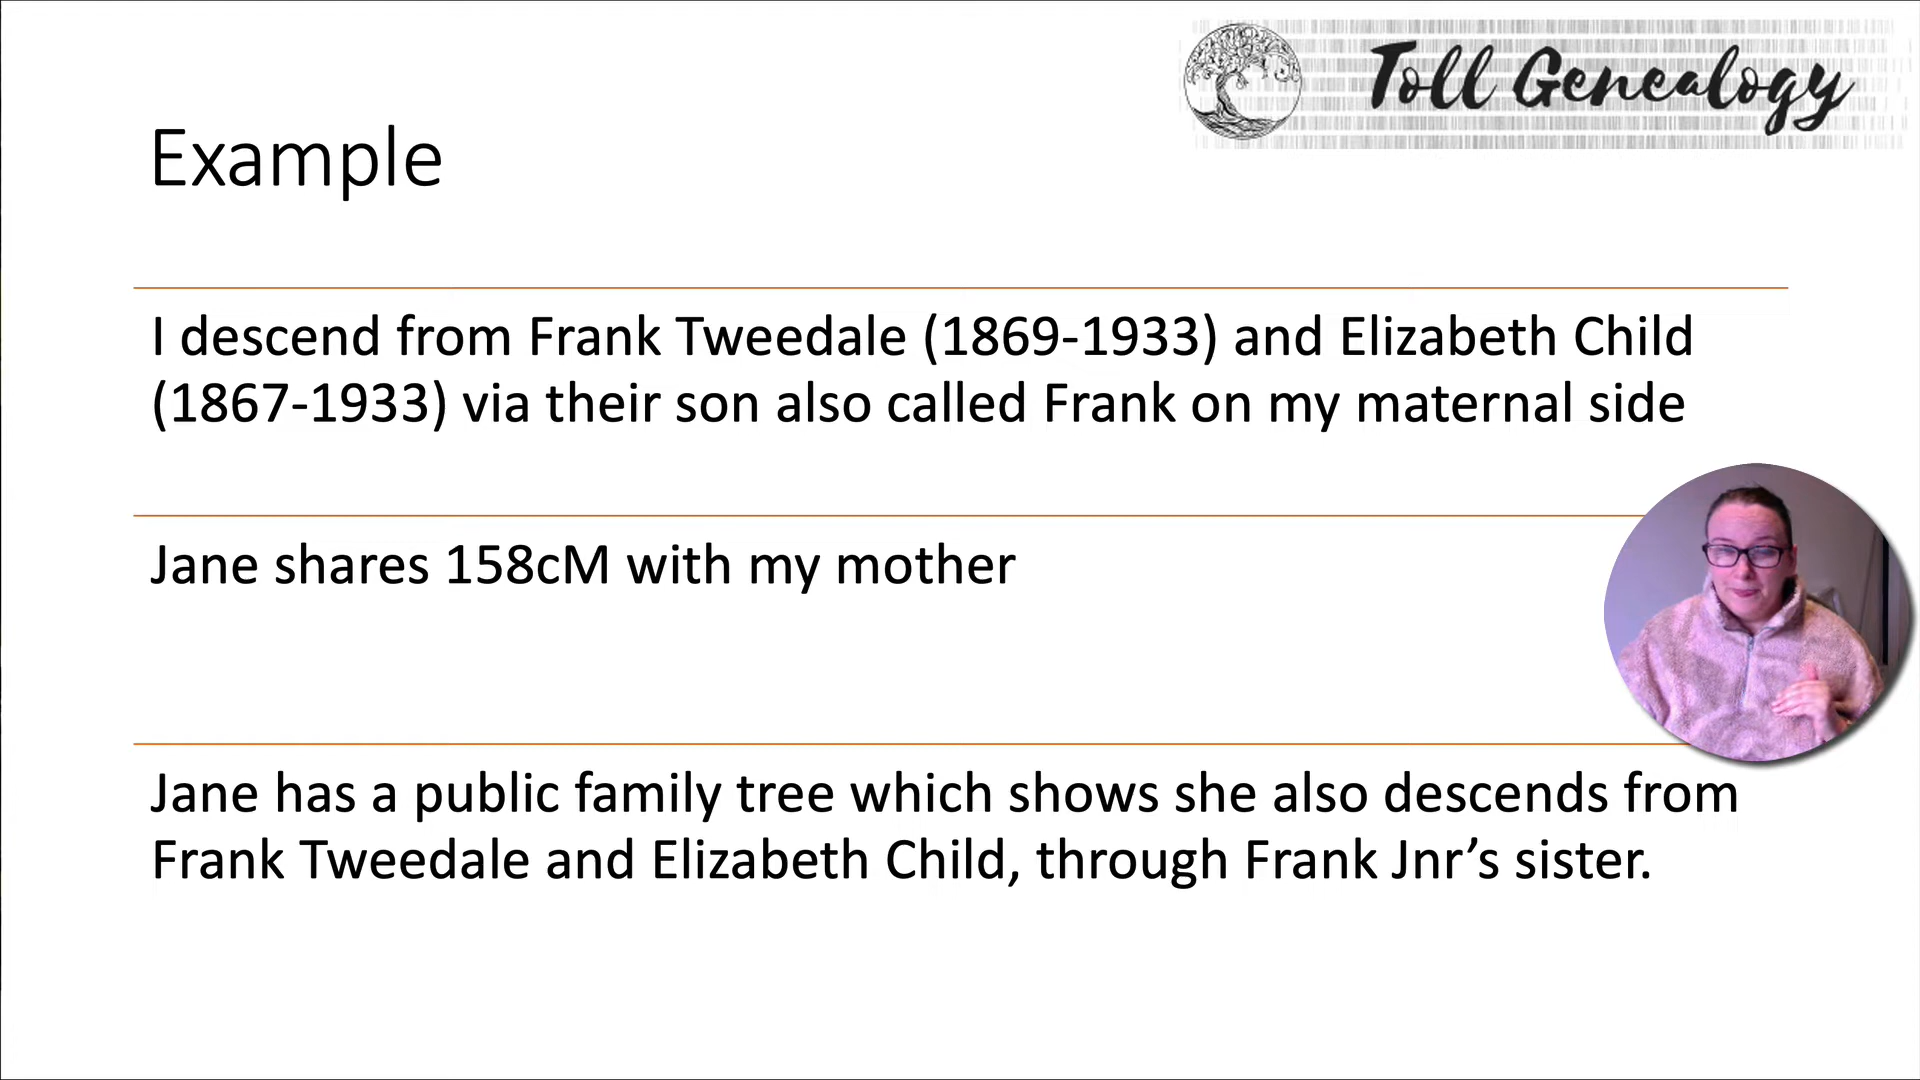 Toll Genealogy
Example
I descend from Frank Tweedale (1869-1933) and Elizabeth Child
(1867-1933) via their son also called Frank on my maternal side
Jane shares 158cM with my mother
Jane has a public family tree which shows she also descends from
Frank Tweedale and Elizabeth Child, through Frank Jnr’s sister.